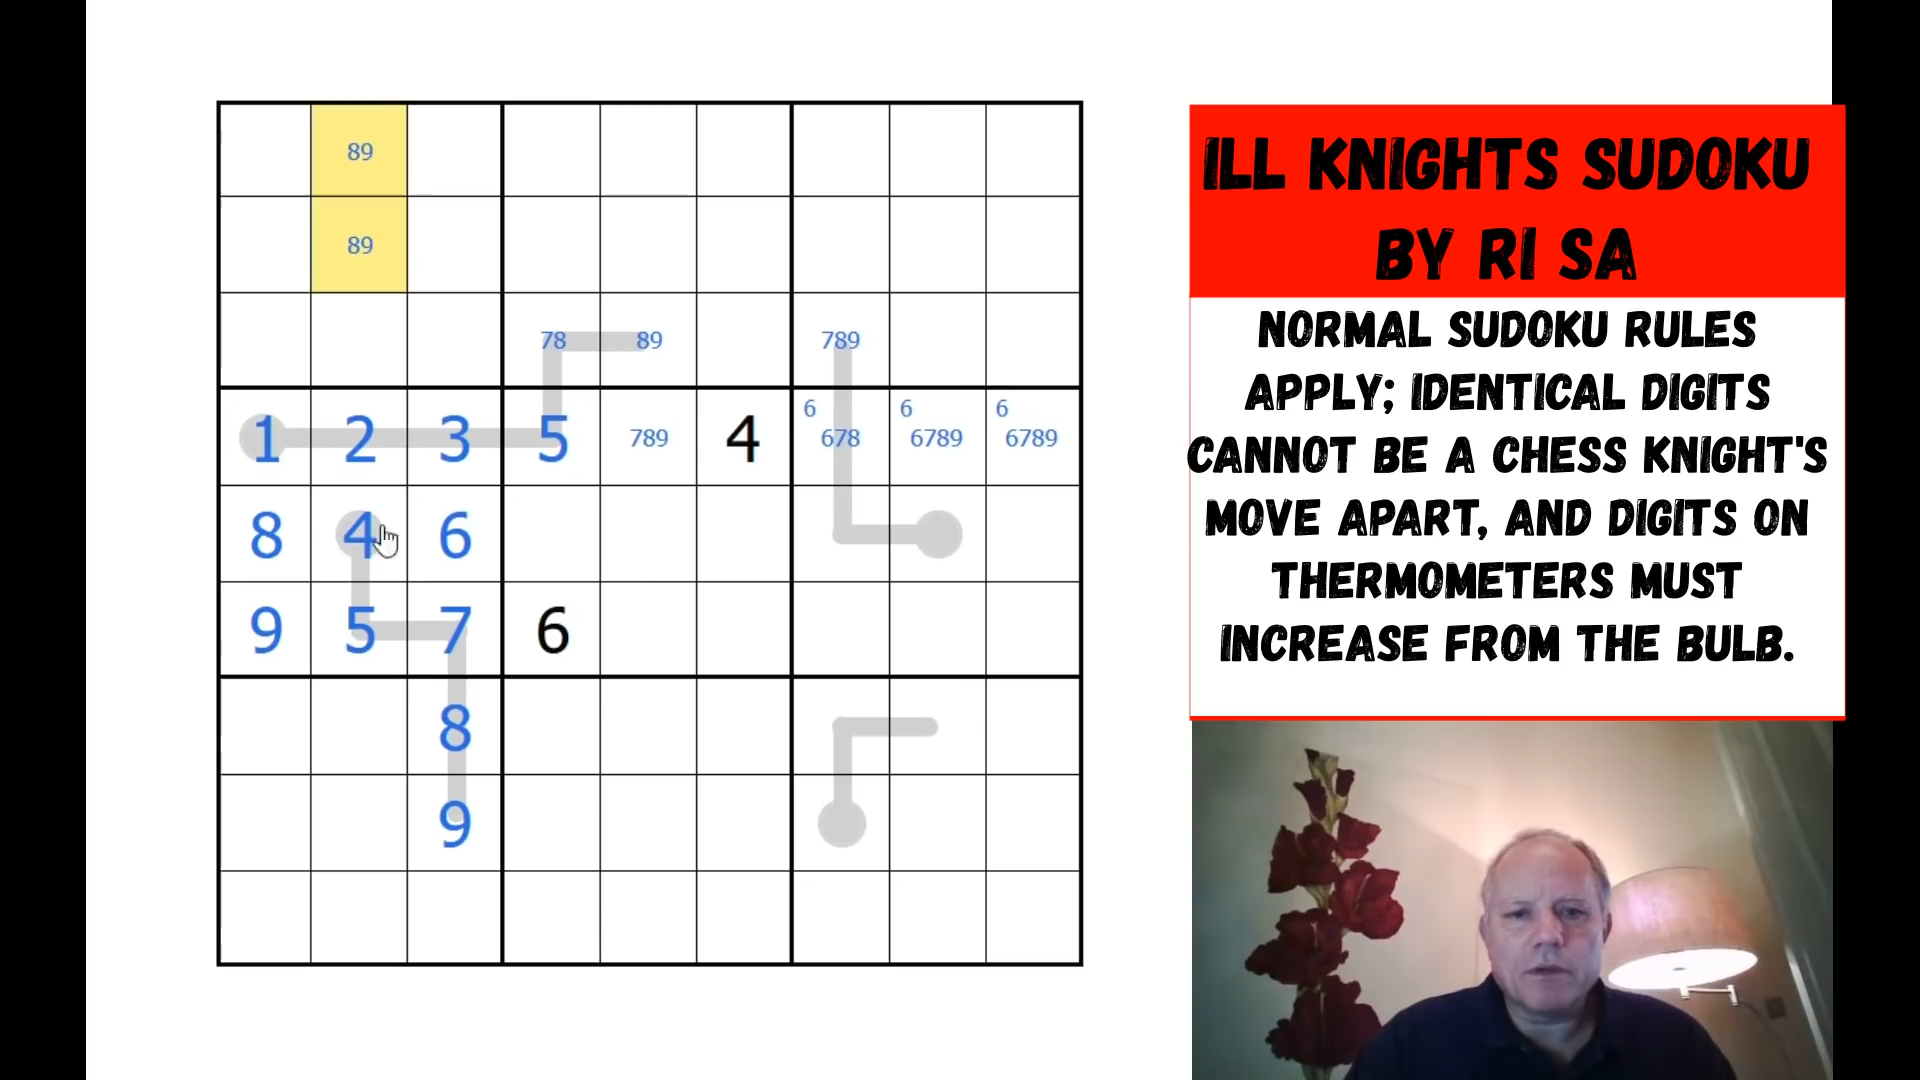 ILL KNIGHTS SUDOKU
BY RI SA
NORMAL SUDOKU RULES
APPLY; IDENTICAL DIGITS
CANNOT BE A CHESS KNIGHT'S
MOVE APART, AND DIGITS ON
THERMOMETERS MUST
INCREASE FROM THE BULB.
89
89
78 89 789
6 6 6
1 2 3 5 789 4 678 6789 6789
8 4 6
9 5 7 6
8
9